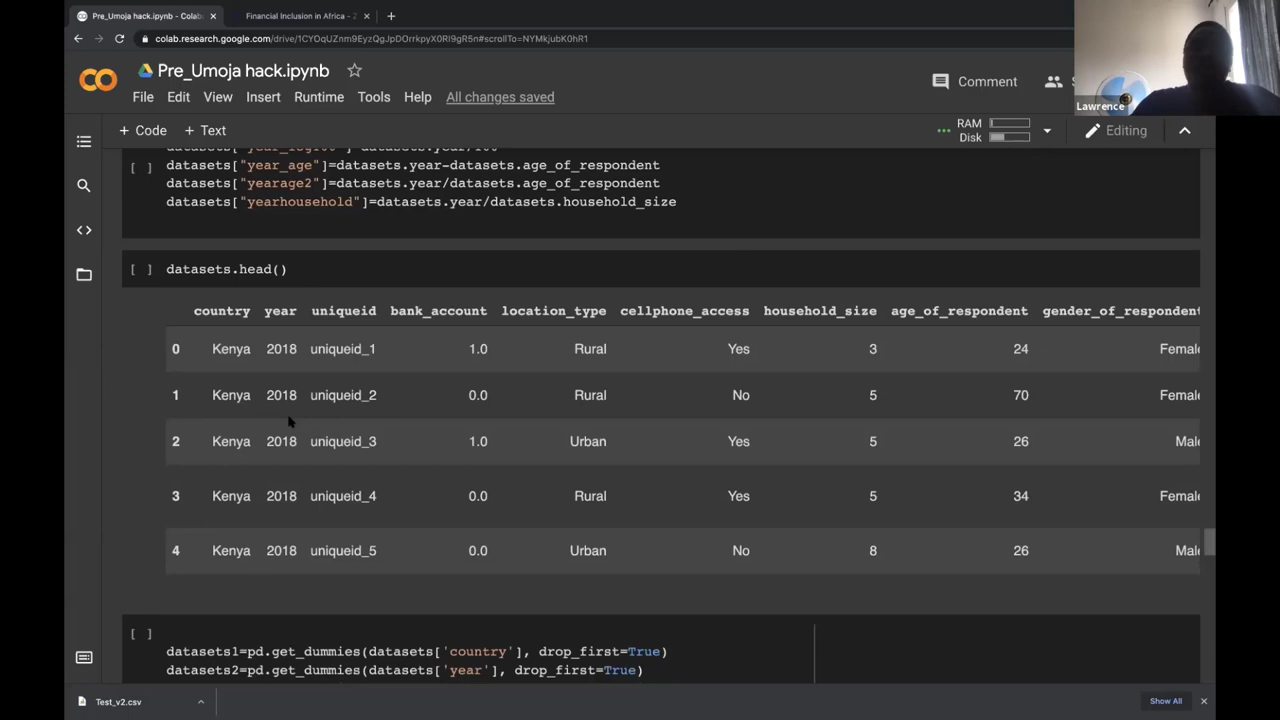 Pre_Umoja hack.ipynb - Colab
Financial Inclusion in Africa - Z
colab.research.google.com/drive/1CYOqUZnm9EyzQgJpDOrrkpyX0Rl9gR5n#scrollTo=NYMkjubK0hR1
Pre_Umoja hack.ipynb
Comment
Lawrence
File Edit View Insert Runtime Tools Help All changes saved
+ Code + Text
RAM
Disk
Editing
[ ] datasets["year_age"]=datasets.year-datasets.age_of_respondent
datasets["yearage2"]=datasets.year/datasets.age_of_respondent
datasets["yearhousehold"]=datasets.year/datasets.household_size
[ ] datasets.head()
country year uniqueid bank_account location_type cellphone_access household_size age_of_respondent gender_of_respondent
0 Kenya 2018 uniqueid_1 1.0 Rural Yes 3 24 Female
1 Kenya 2018 uniqueid_2 0.0 Rural No 5 70 Female
2 Kenya 2018 uniqueid_3 1.0 Urban Yes 5 26 Male
3 Kenya 2018 uniqueid_4 0.0 Rural Yes 5 34 Female
4 Kenya 2018 uniqueid_5 0.0 Urban No 8 26 Male
[ ]
datasets1=pd.get_dummies(datasets['country'], drop_first=True)
datasets2=pd.get_dummies(datasets['year'], drop_first=True)
Test_v2.csv
Show All